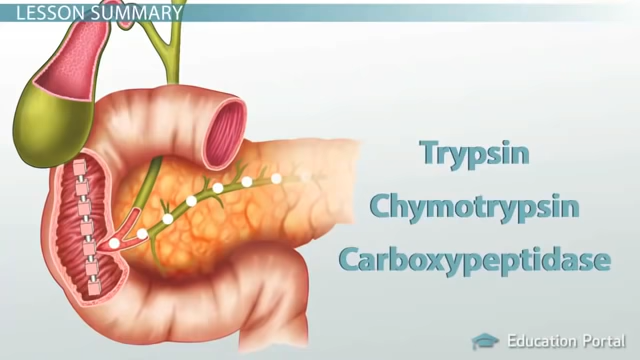 LESSON SUMMARY
Trypsin
Chymotrypsin
Carboxypeptidase
Education Portal